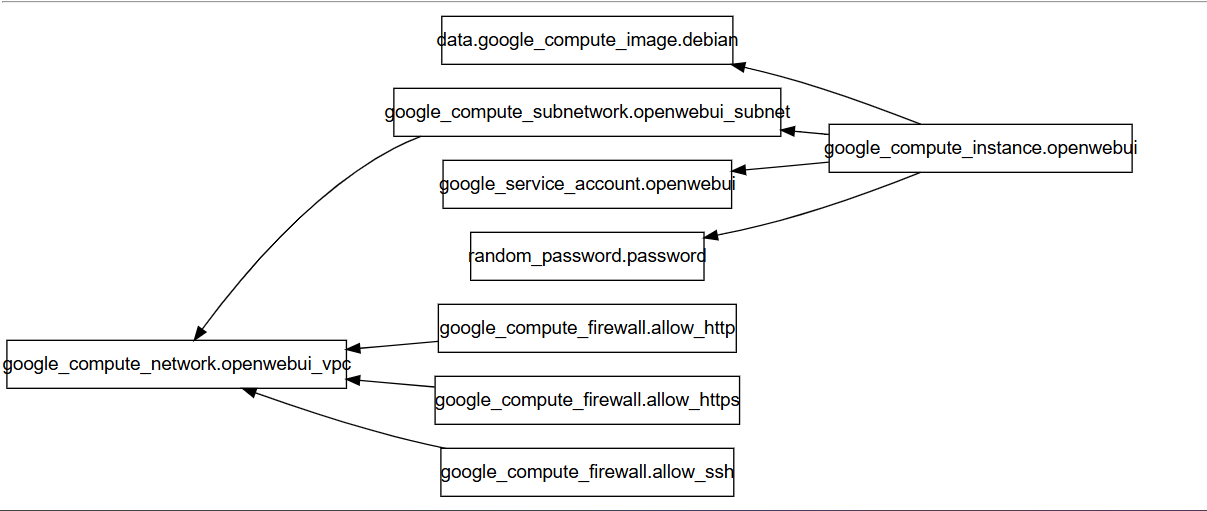 data.google_compute_image.debian
google_compute_subnetwork.openwebui_subnet
google_compute_instance.openwebui
google_service_account.openwebui
random_password.password
google_compute_firewall.allow_http
google_compute_network.openwebui_vpc
google_compute_firewall.allow_https
google_compute_firewall.allow_ssh